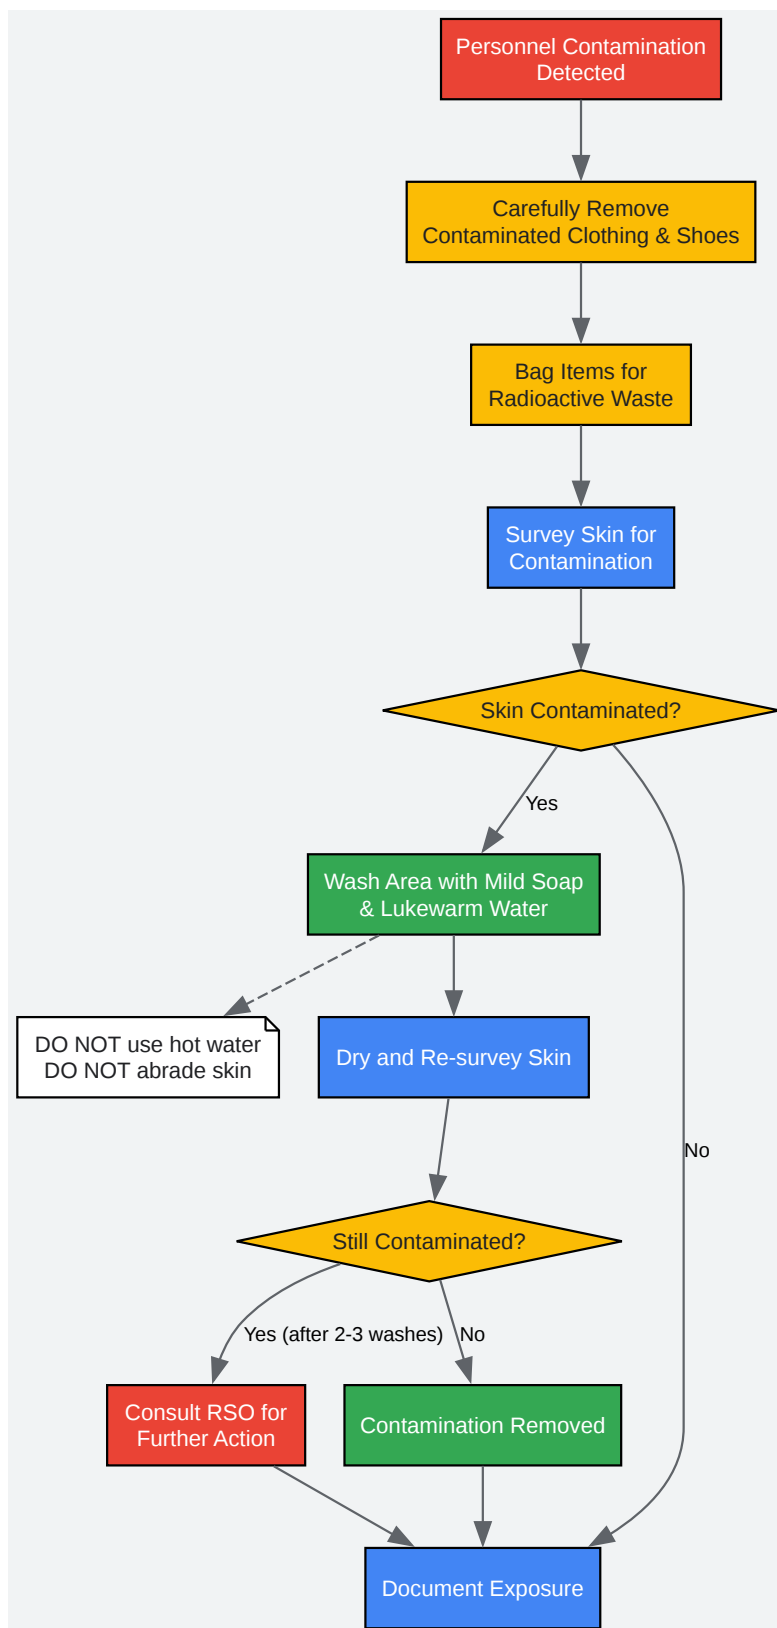 Personnel Contamination
Detected
Carefully Remove
Contaminated Clothing & Shoes
Bag Items for
Radioactive Waste
Survey Skin for
Contamination
Skin Contaminated?
Yes
Wash Area with Mild Soap
& Lukewarm Water
DO NOT use hot water
DO NOT abrade skin
Dry and Re-survey Skin
No
Still Contaminated?
Yes (after 2-3 washes)
No
Consult RSO for
Further Action
Contamination Removed
Document Exposure